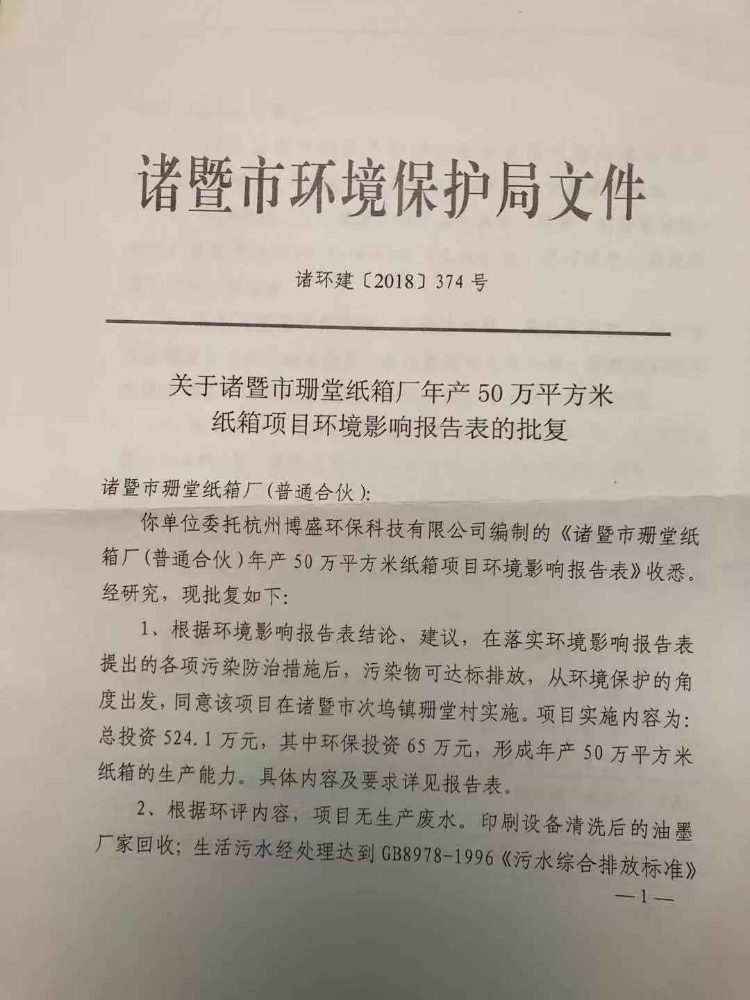 诸暨市环境保护局文件
诸环建〔2018〕374 号
关于诸暨市珊堂纸箱厂年产 50 万平方米
纸箱项目环境影响报告表的批复
诸暨市珊堂纸箱厂(普通合伙):
你单位委托杭州博盛环保科技有限公司编制的《诸暨市珊堂纸
箱厂(普通合伙)年产 50 万平方米纸箱项目环境影响报告表》收悉。
经研究，现批复如下:
1、根据环境影响报告表结论、建议，在落实环境影响报告表
提出的各项污染防治措施后，污染物可达标排放，从环境保护的角
度出发，同意该项目在诸暨市次坞镇珊堂村实施。项目实施内容为:
总投资 524.1 万元，其中环保投资 65 万元，形成年产 50 万平方米
纸箱的生产能力。具体内容及要求详见报告表。
2、根据环评内容，项目无生产废水。印刷设备清洗后的油墨
厂家回收；生活污水经处理达到 GB8978-1996《污水综合排放标准》
—1—